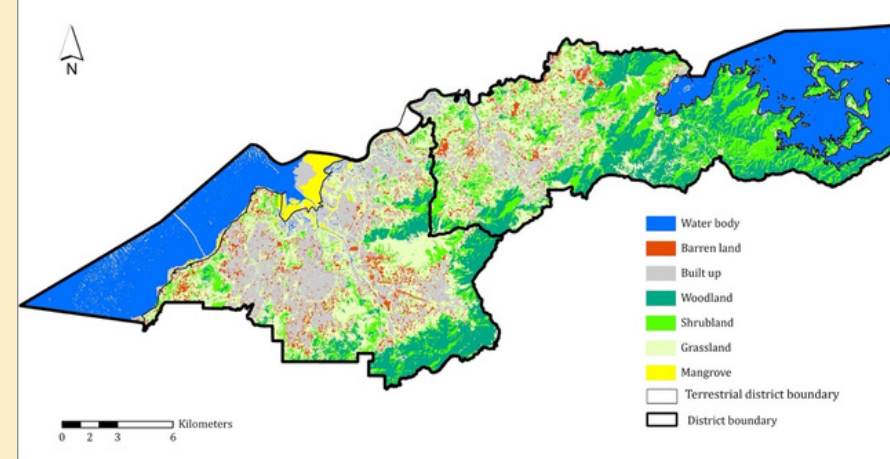 N
Water body
Barren land
Built up
Woodland
Shrubland
Grassland
Mangrove
Terrestrial district boundary
District boundary
Kilometers
0 2 3 6